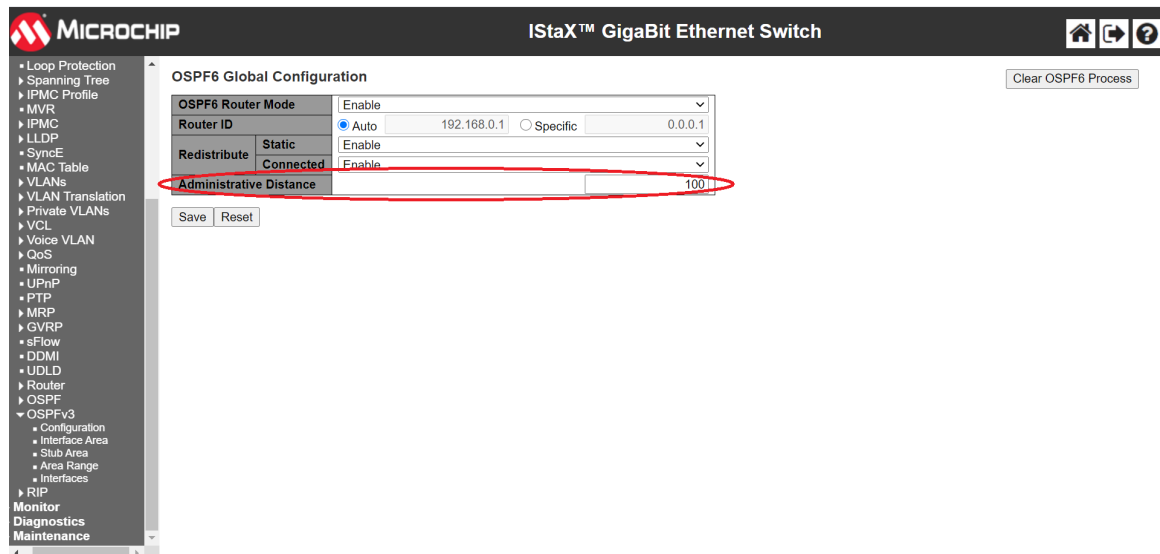 MICROCHIP
IStaX™ GigaBit Ethernet Switch
Loop Protection
Spanning Tree
IPMC Profile
MVR
IPMC
LLDP
SyncE
MAC Table
VLANs
VLAN Translation
Private VLANs
VCL
Voice VLAN
QoS
Mirroring
UPnP
PTP
MRP
GVRP
sFlow
DDMI
UDLD
Router
OSPF
OSPFv3
Configuration
Interface Area
Stub Area
Area Range
Interfaces
RIP
Monitor
Diagnostics
Maintenance
OSPF6 Global Configuration
Clear OSPF6 Process
OSPF6 Router Mode Enable
Router ID Auto 192.168.0.1 Specific 0.0.0.1
Redistribute Static Enable
Connected Enable
Administrative Distance 100
Save Reset